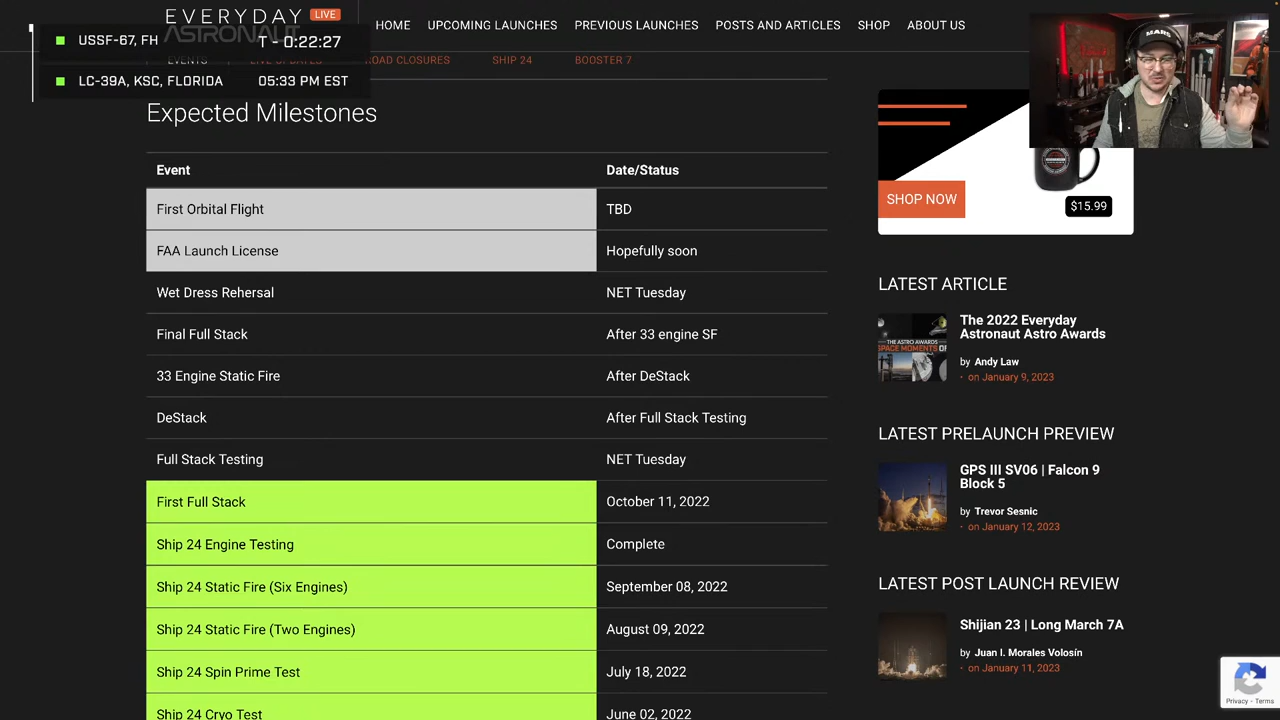 EVERYDAY LIVE
ASTRONAUT
HOME UPCOMING LAUNCHES PREVIOUS LAUNCHES POSTS AND ARTICLES SHOP ABOUT US
USSF-67, FH T - 0:22:27
LC-39A, KSC, FLORIDA 05:33 PM EST
EVENTS LIVE UPDATES ROAD CLOSURES SHIP 24 BOOSTER 7
MARS
Expected Milestones
Event Date/Status
First Orbital Flight TBD
FAA Launch License Hopefully soon
Wet Dress Rehersal NET Tuesday
Final Full Stack After 33 engine SF
33 Engine Static Fire After DeStack
DeStack After Full Stack Testing
Full Stack Testing NET Tuesday
First Full Stack October 11, 2022
Ship 24 Engine Testing Complete
Ship 24 Static Fire (Six Engines) September 08, 2022
Ship 24 Static Fire (Two Engines) August 09, 2022
Ship 24 Spin Prime Test July 18, 2022
Ship 24 Cryo Test June 02, 2022
SHOP NOW
$15.99
LATEST ARTICLE
The 2022 Everyday
Astronaut Astro Awards
by Andy Law
· on January 9, 2023
LATEST PRELAUNCH PREVIEW
GPS III SV06 | Falcon 9
Block 5
by Trevor Sesnic
· on January 12, 2023
LATEST POST LAUNCH REVIEW
Shijian 23 | Long March 7A
by Juan I. Morales Volosín
· on January 11, 2023
Privacy - Terms